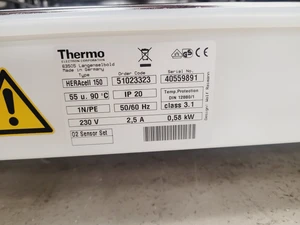 Thermo
ELECTRON CORPORATION
63505 Langenselbold
Made in Germany
Type
HERAcell 150
Order Code
51023323
Serial No.
40559891
55 u. 90 °C
IP 20
Temp.Protection
DIN 12880/1
1N/PE
50/60 Hz
class 3.1
230 V
2,5 A
0,58 kW
O2 Sensor Set